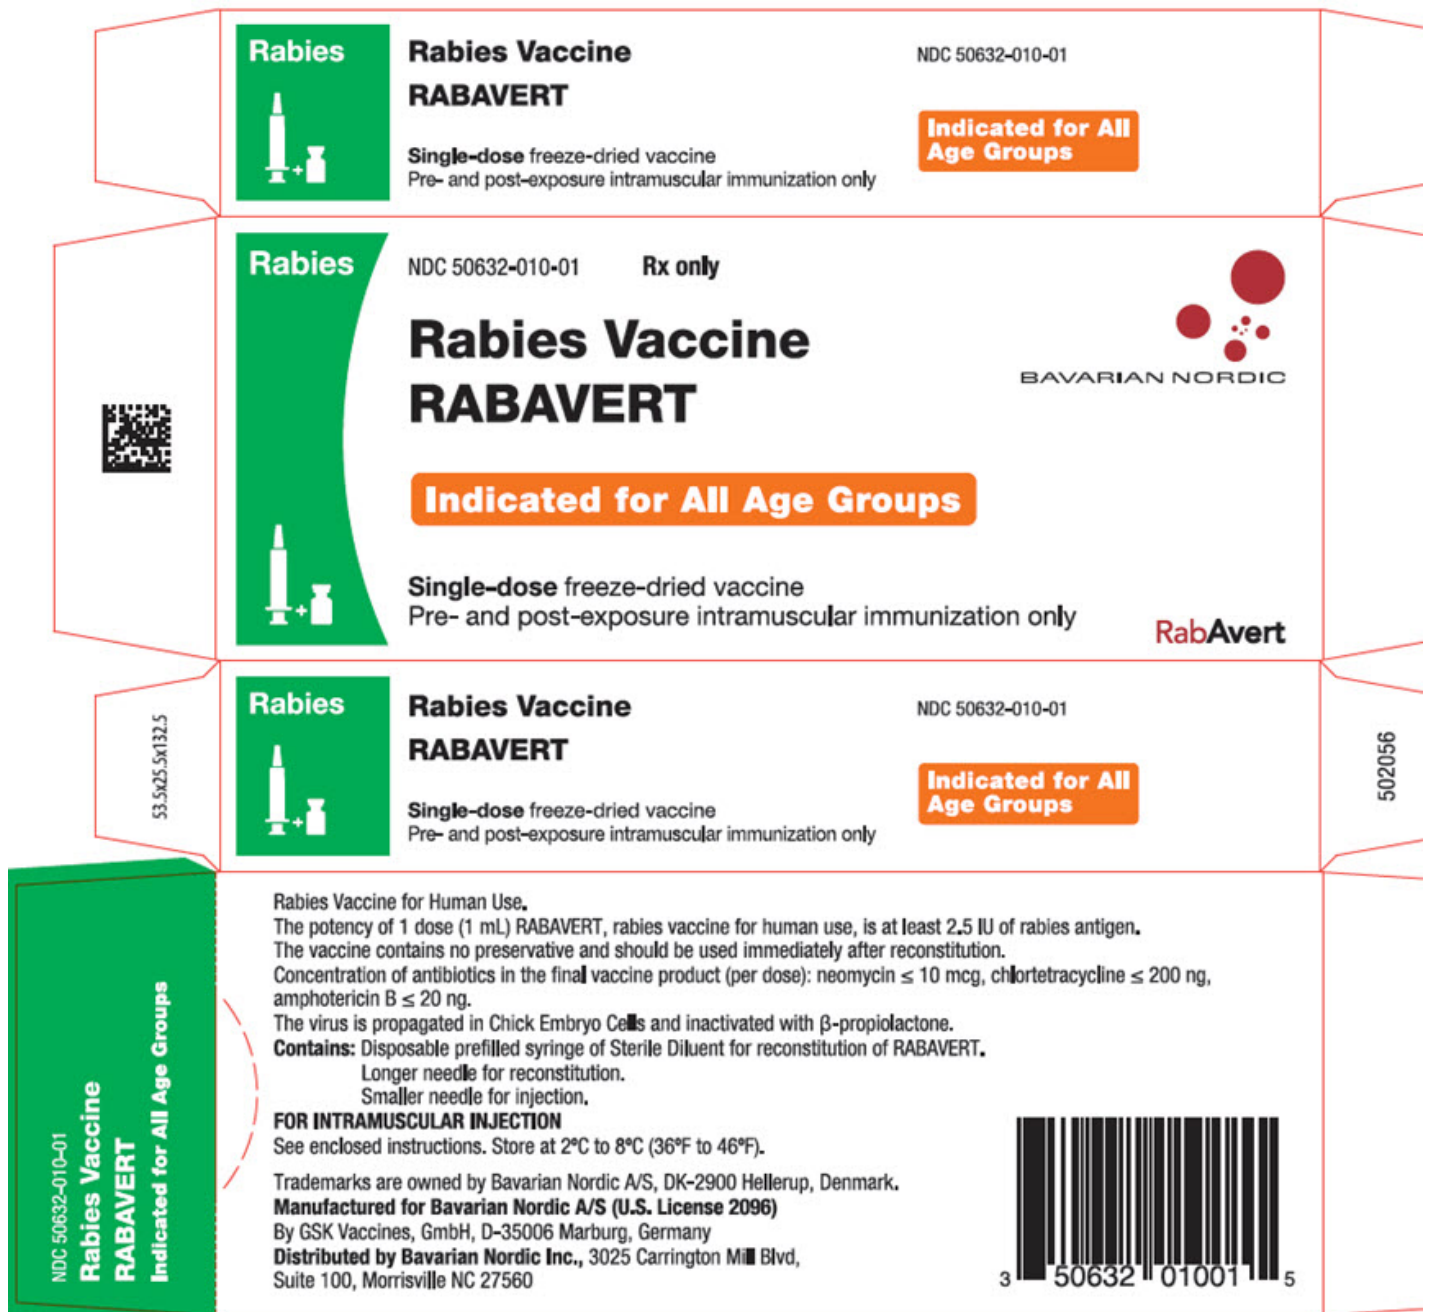 Rabies
Rabies Vaccine
RABAVERT
Single-dose freeze-dried vaccine
Pre- and post-exposure intramuscular immunization only
NDC 50632-010-01
Indicated for All
Age Groups
Rabies
NDC 50632-010-01 Rx only
Rabies Vaccine
RABAVERT
Indicated for All Age Groups
Single-dose freeze-dried vaccine
Pre- and post-exposure intramuscular immunization only
BAVARIAN NORDIC
RabAvert
53.5x25.5x132.5
Rabies
Rabies Vaccine
RABAVERT
Single-dose freeze-dried vaccine
Pre- and post-exposure intramuscular immunization only
NDC 50632-010-01
Indicated for All
Age Groups
502056
NDC 50632-010-01
Rabies Vaccine
RABAVERT
Indicated for All Age Groups
Rabies Vaccine for Human Use.
The potency of 1 dose (1 mL) RABAVERT, rabies vaccine for human use, is at least 2.5 IU of rabies antigen.
The vaccine contains no preservative and should be used immediately after reconstitution.
Concentration of antibiotics in the final vaccine product (per dose): neomycin ≤ 10 mcg, chlortetracycline ≤ 200 ng,
amphotericin B ≤ 20 ng.
The virus is propagated in Chick Embryo Cells and inactivated with β-propiolactone.
Contains: Disposable prefilled syringe of Sterile Diluent for reconstitution of RABAVERT.
Longer needle for reconstitution.
Smaller needle for injection.
FOR INTRAMUSCULAR INJECTION
See enclosed instructions. Store at 2ºC to 8ºC (36ºF to 46ºF).
Trademarks are owned by Bavarian Nordic A/S, DK-2900 Hellerup, Denmark.
Manufactured for Bavarian Nordic A/S (U.S. License 2096)
By GSK Vaccines, GmbH, D-35006 Marburg, Germany
Distributed by Bavarian Nordic Inc., 3025 Carrington Mill Blvd,
Suite 100, Morrisville NC 27560
3 50632 01001 5